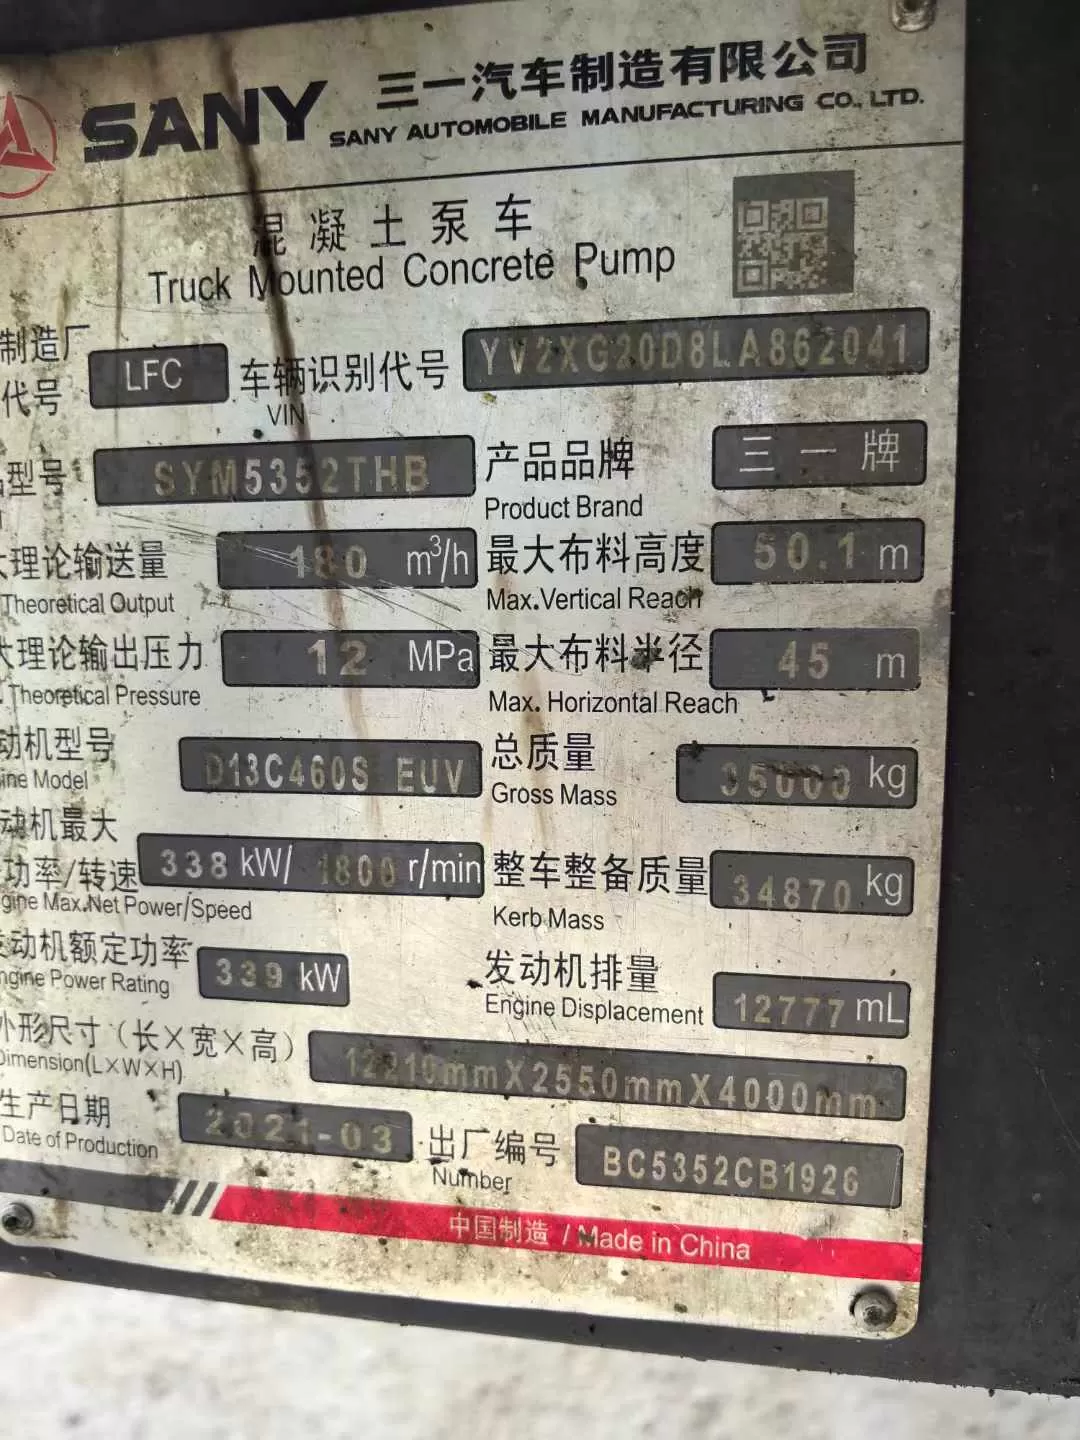 SANY 三一汽车制造有限公司
SANY AUTOMOBILE MANUFACTURING CO., LTD.
混凝土泵车
Truck Mounted Concrete Pump
制造厂
代号 LFC 车辆识别代号 YV2XG20D8LA862041
VIN
型号 SYM5352THB 产品品牌 三一牌
Product Brand
理论输送量 180 m³/h 最大布料高度 50.1 m
Theoretical Output Max.Vertical Reach
理论输出压力 12 MPa 最大布料半径 45 m
Theoretical Pressure Max. Horizontal Reach
动机型号 D13C460S EUV 总质量 35000 kg
ine Model Gross Mass
动机最大
功率/转速 338 kW/ 1800 r/min 整车整备质量 34870 kg
gine Max.Net Power/Speed Kerb Mass
发动机额定功率 339 kW 发动机排量 12777 mL
ngine Power Rating Engine Displacement
外形尺寸(长×宽×高) 12210mmX2550mmX4000mm
Dimension(L×W×H)
生产日期 2021-03 出厂编号 BC5352CB1926
Date of Production Number
中国制造 / Made in China